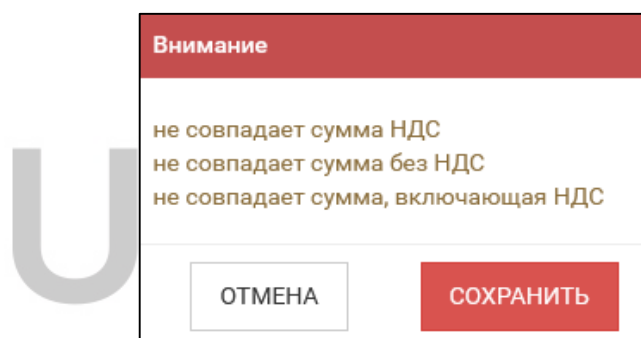 Внимание
не совпадает сумма НДС
не совпадает сумма без НДС
не совпадает сумма, включающая НДС
U
ОТМЕНА СОХРАНИТЬ